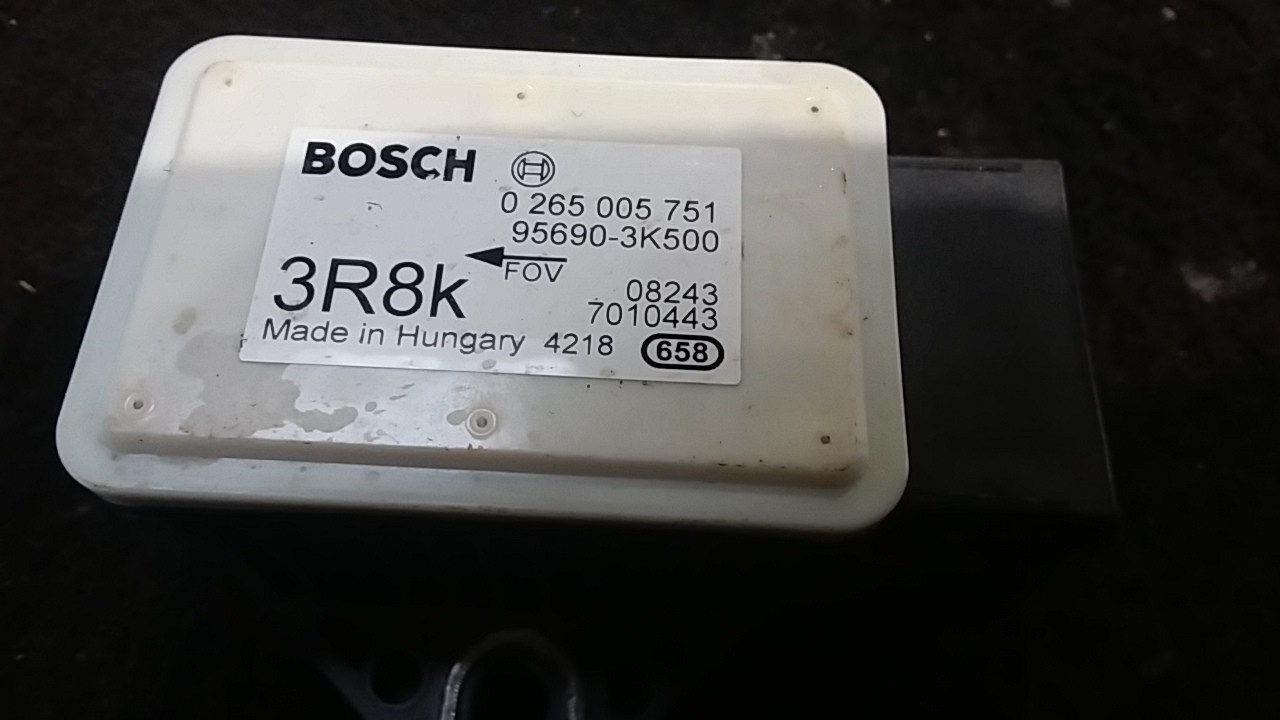 BOSCH
0 265 005 751
95690-3K500
FOV
3R8k
08243
7010443
Made in Hungary 4218 658